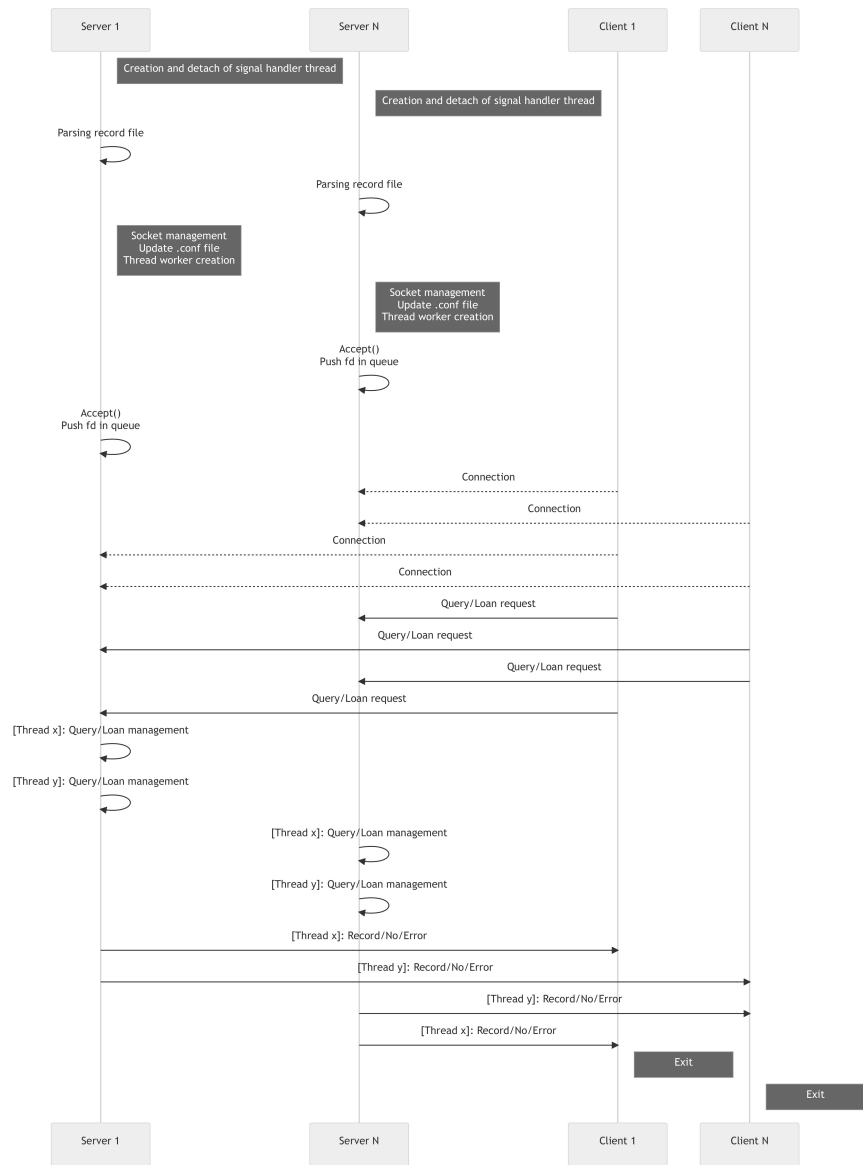 Server 1
Server N
Client 1
Client N
Creation and detach of signal handler thread
Creation and detach of signal handler thread
Parsing record file
Parsing record file
Socket management
Update .conf file
Thread worker creation
Socket management
Update .conf file
Thread worker creation
Accept()
Push fd in queue
Accept()
Push fd in queue
Connection
Connection
Connection
Connection
Query/Loan request
Query/Loan request
Query/Loan request
Query/Loan request
[Thread x]: Query/Loan management
[Thread y]: Query/Loan management
[Thread x]: Query/Loan management
[Thread y]: Query/Loan management
[Thread x]: Record/No/Error
[Thread y]: Record/No/Error
[Thread y]: Record/No/Error
[Thread x]: Record/No/Error
Exit
Exit
Server 1
Server N
Client 1
Client N